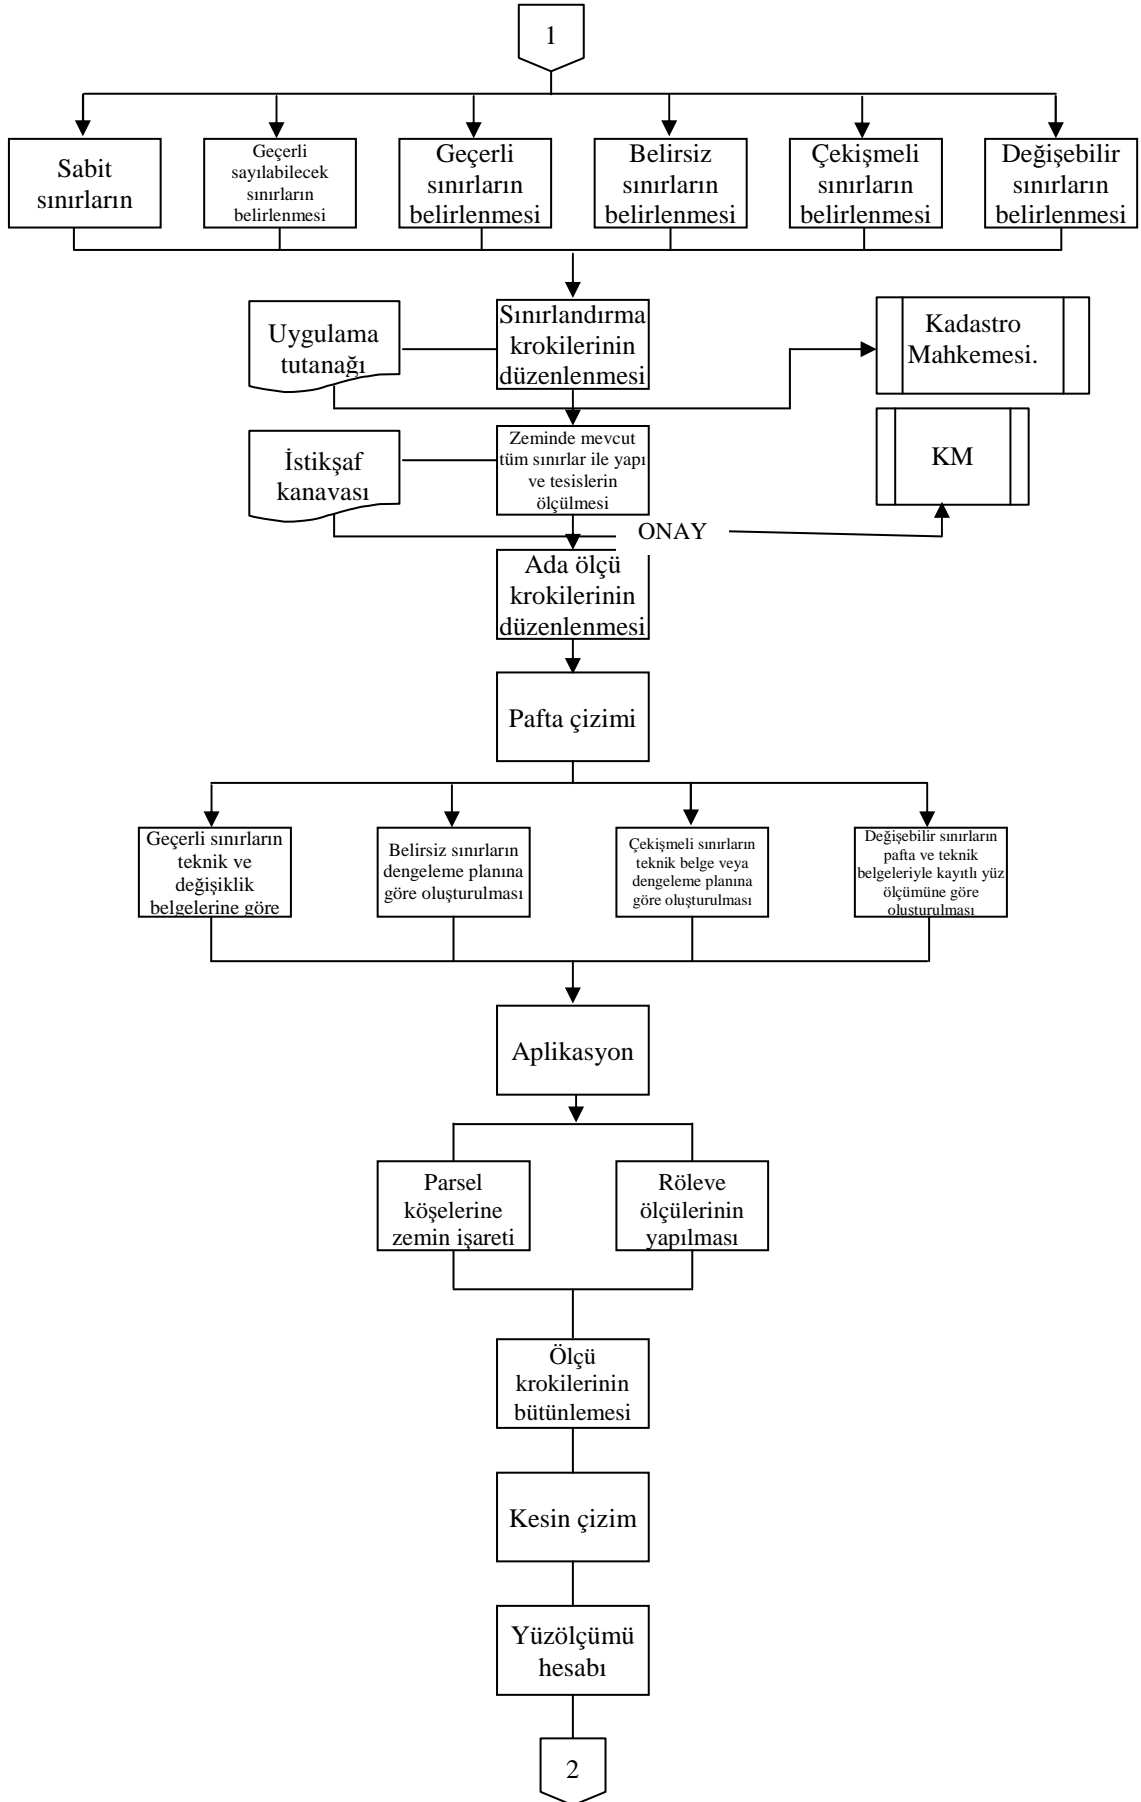 1
Sabit
sınırların
Geçerli
sayılabilecek
sınırların
belirlenmesi
Geçerli
sınırların
belirlenmesi
Belirsiz
sınırların
belirlenmesi
Çekişmeli
sınırların
belirlenmesi
Değişebilir
sınırların
belirlenmesi
Uygulama
tutanağı
Sınırlandırma
krokilerinin
düzenlenmesi
Kadastro
Mahkemesi.
İstikşaf
kanavası
Zeminde mevcut
tüm sınırlar ile yapı
ve tesislerin
ölçülmesi
KM
ONAY
Ada ölçü
krokilerinin
düzenlenmesi
Pafta çizimi
Geçerli sınırların
teknik ve
değişiklik
belgelerine göre
Belirsiz sınırların
dengeleme planına
göre oluşturulması
Çekişmeli sınırların
teknik belge veya
dengeleme planına
göre oluşturulması
Değişebilir sınırların
pafta ve teknik
belgeleriyle kayıtlı yüz
ölçümüne göre
oluşturulması
Aplikasyon
Parsel
köşelerine
zemin işareti
Röleve
ölçülerinin
yapılması
Ölçü
krokilerinin
bütünlemesi
Kesin çizim
Yüzölçümü
hesabı
2